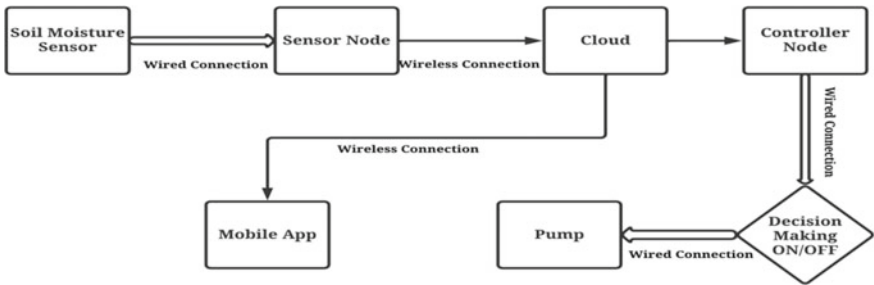 Soil Moisture
Sensor
Wired Connection
Sensor Node
Wireless Connection
Cloud
Controller
Node
Wired Connection
Wireless Connection
Mobile App
Pump
Wired Connection
Decision
Making
ON/OFF